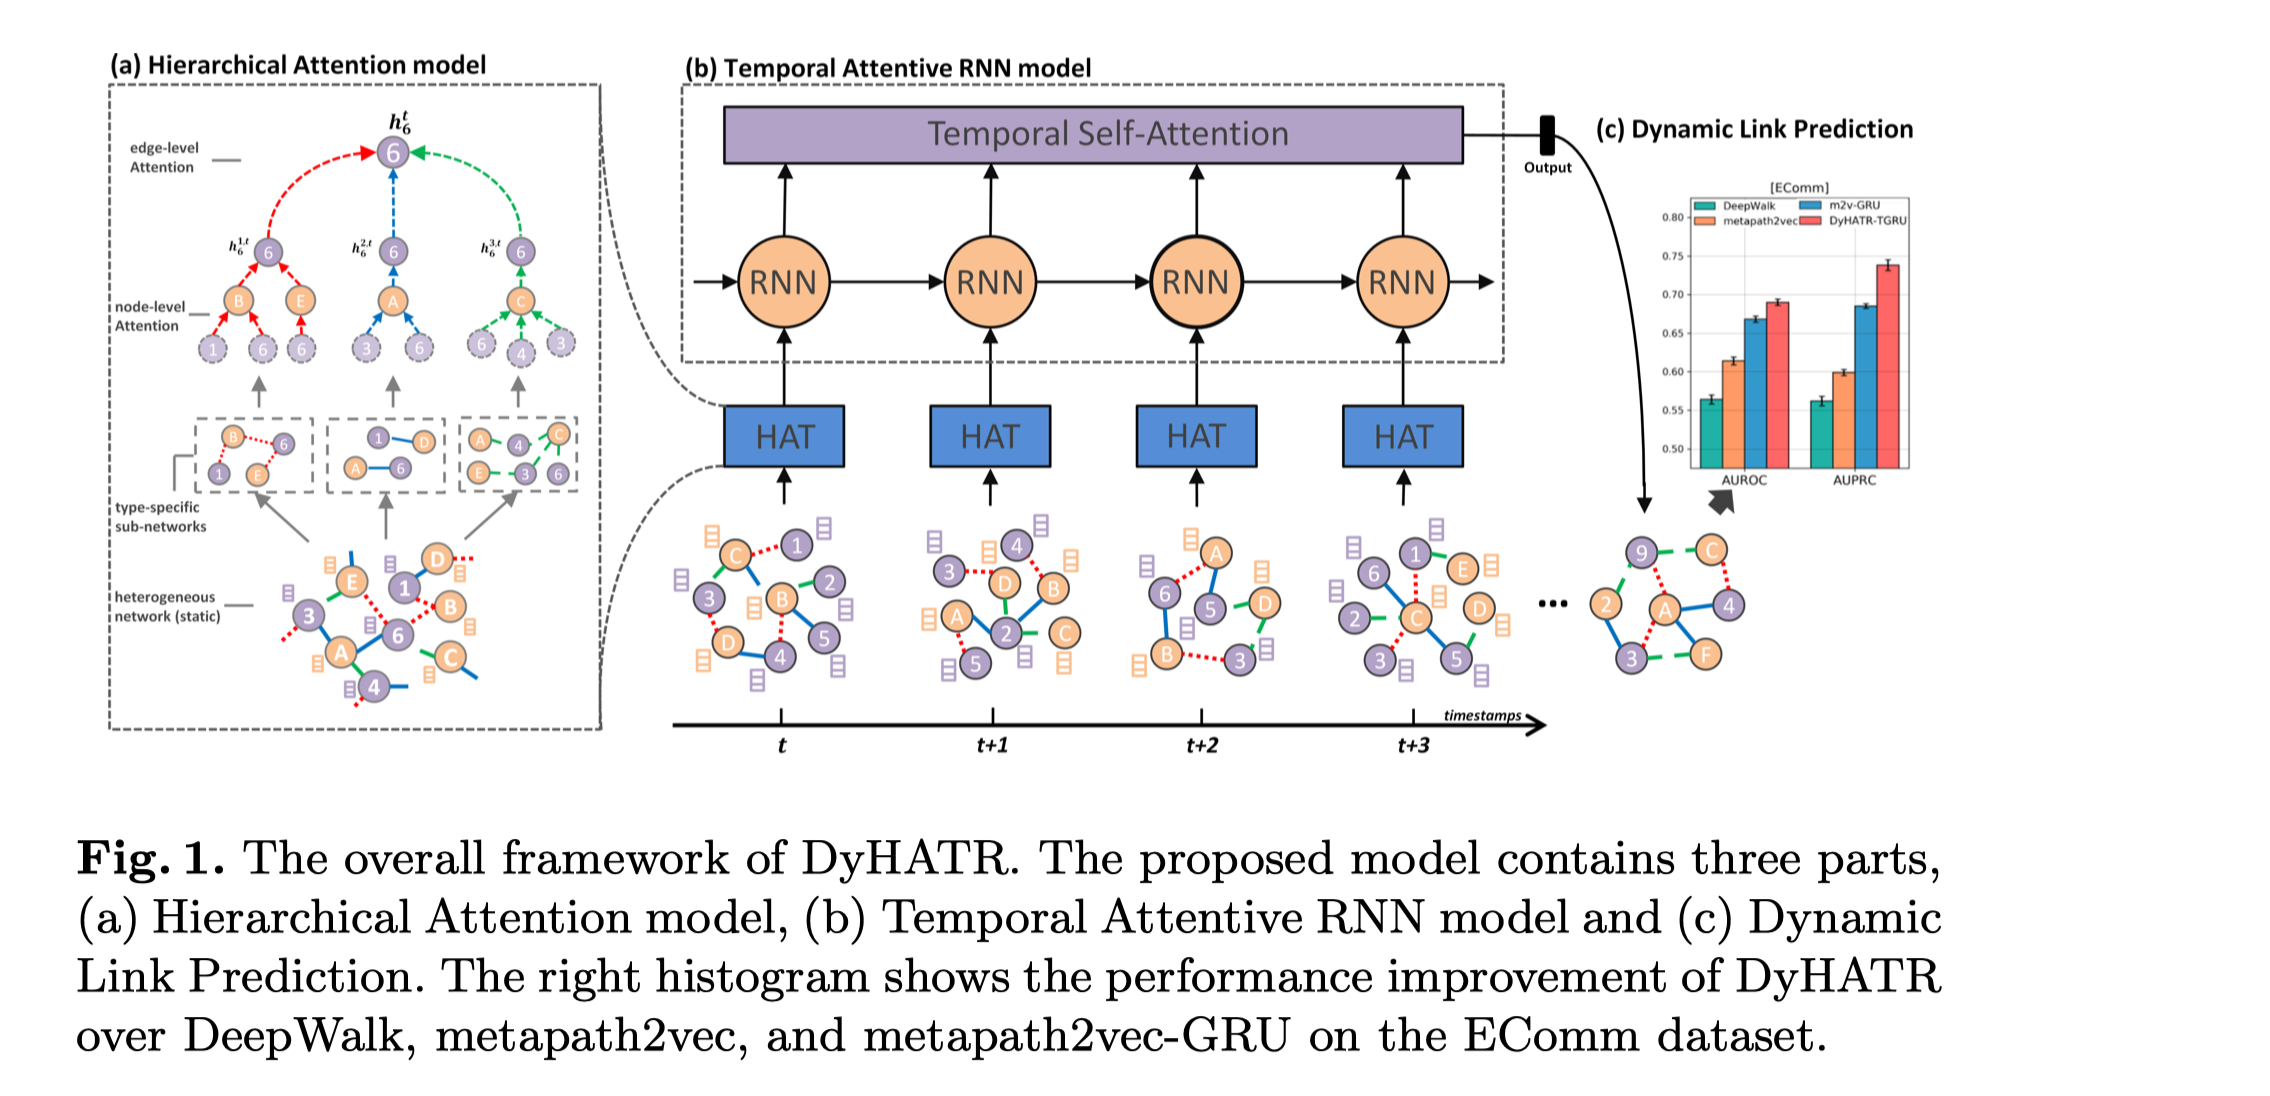 (a) Hierarchical Attention model
h_6^t
edge-level
Attention
6
h_6^{1,t} 6 h_6^{2,t} 6 h_6^{3,t} 6
node-level
Attention
B E A C
1 6 6 3 6 6 4 3
B 6 1 E
1 D A 6
A 4 C E 3 6
type-specific
sub-networks
heterogeneous
network (static)
E 1 D B 3 6 A C 4
(b) Temporal Attentive RNN model
Temporal Self-Attention
RNN RNN RNN RNN
HAT HAT HAT HAT
C 1 3 B 2 D 4 5
3 4 D B A 2 C 5
A 6 5 D B 3
1 6 E 2 C D 3 5
...
timestamps
t t+1 t+2 t+3
Output
(c) Dynamic Link Prediction
[EComm]
DeepWalk m2v-GRU
metapath2vec DyHATR-TGRU
0.80
0.75
0.70
0.65
0.60
0.55
0.50
AUROC AUPRC
9 C 2 A 4 3 F
Fig. 1. The overall framework of DyHATR. The proposed model contains three parts,
(a) Hierarchical Attention model, (b) Temporal Attentive RNN model and (c) Dynamic
Link Prediction. The right histogram shows the performance improvement of DyHATR
over DeepWalk, metapath2vec, and metapath2vec-GRU on the EComm dataset.